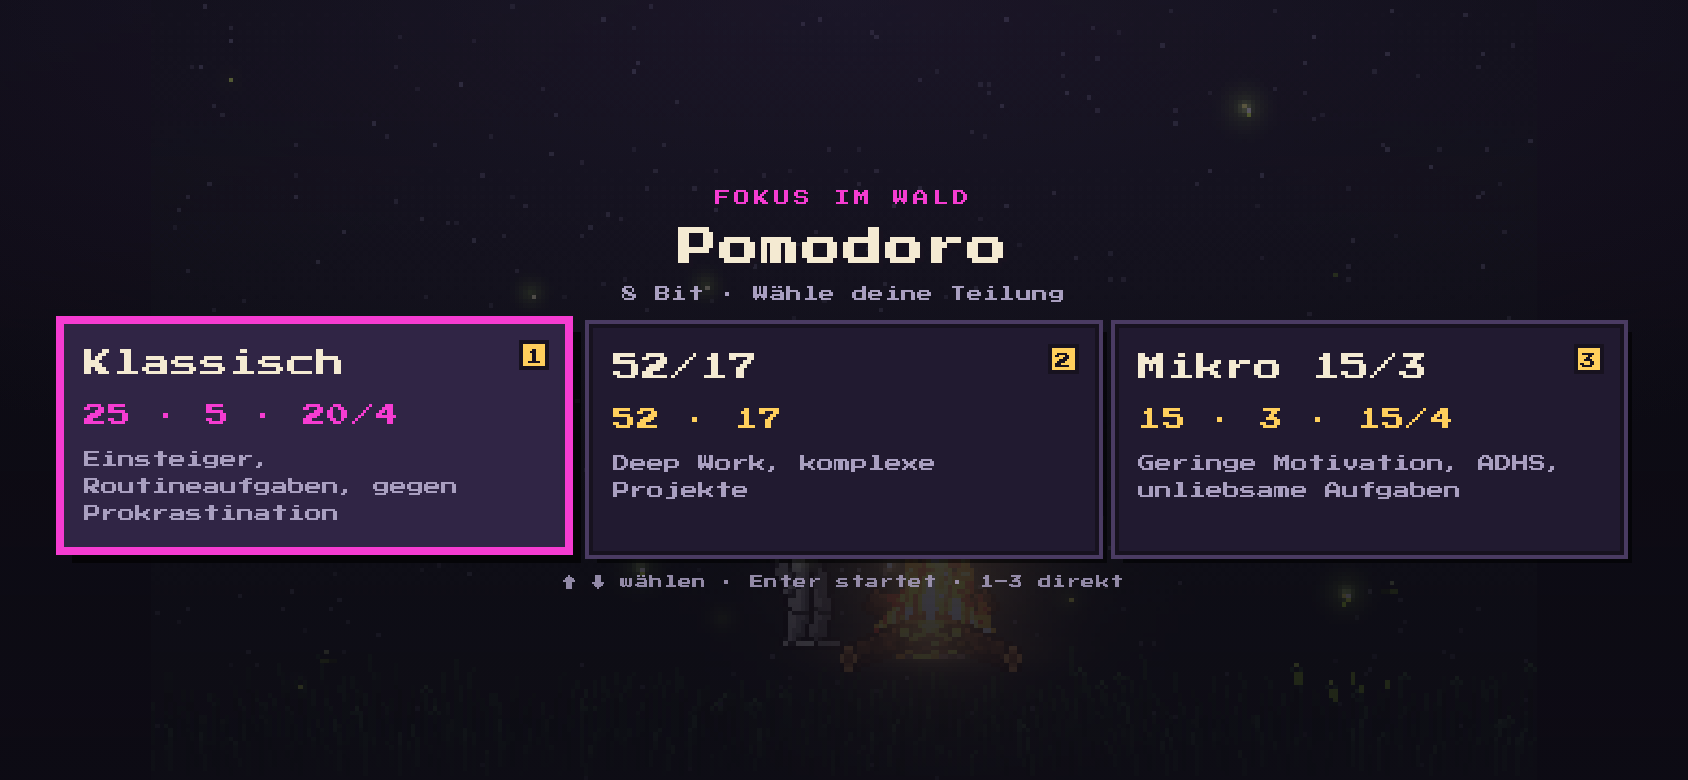 FOKUS IM WALD
Pomodoro
8 Bit · Wähle deine Teilung
Klassisch
1
25 · 5 · 20/4
Einsteiger,
Routineaufgaben, gegen
Prokrastination
52/17
2
52 · 17
Deep Work, komplexe
Projekte
Mikro 15/3
3
15 · 3 · 15/4
Geringe Motivation, ADHS,
unliebsame Aufgaben
↑ ↓ wählen · Enter startet · 1–3 direkt